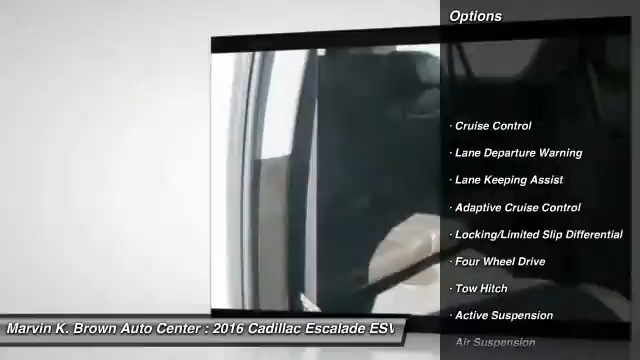 Options
· Cruise Control
· Lane Departure Warning
· Lane Keeping Assist
· Adaptive Cruise Control
· Locking/Limited Slip Differential
· Four Wheel Drive
· Tow Hitch
· Active Suspension
· Air Suspension
Marvin K. Brown Auto Center : 2016 Cadillac Escalade ESV